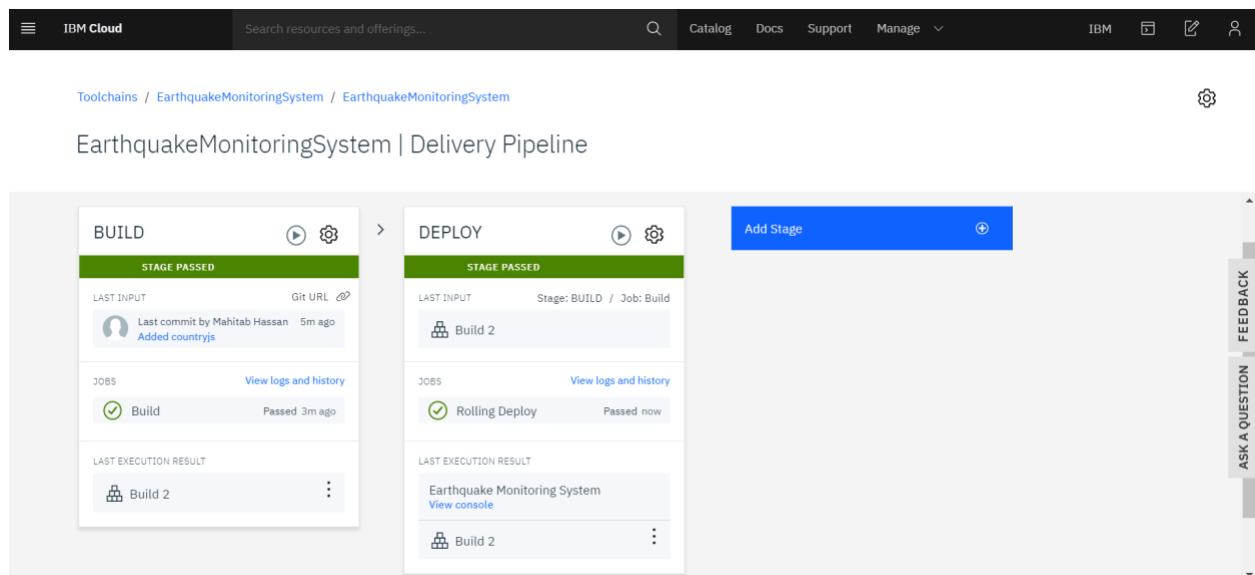 IBM Cloud
Search resources and offerings...
Catalog
Docs
Support
Manage
IBM
Toolchains / EarthquakeMonitoringSystem / EarthquakeMonitoringSystem
EarthquakeMonitoringSystem | Delivery Pipeline
BUILD
STAGE PASSED
LAST INPUT
Git URL
Last commit by Mahitab Hassan 5m ago
Added countryjs
JOBS
View logs and history
Build
Passed 3m ago
LAST EXECUTION RESULT
Build 2
DEPLOY
STAGE PASSED
LAST INPUT
Stage: BUILD / Job: Build
Build 2
JOBS
View logs and history
Rolling Deploy
Passed now
LAST EXECUTION RESULT
Earthquake Monitoring System
View console
Build 2
Add Stage
FEEDBACK
ASK A QUESTION